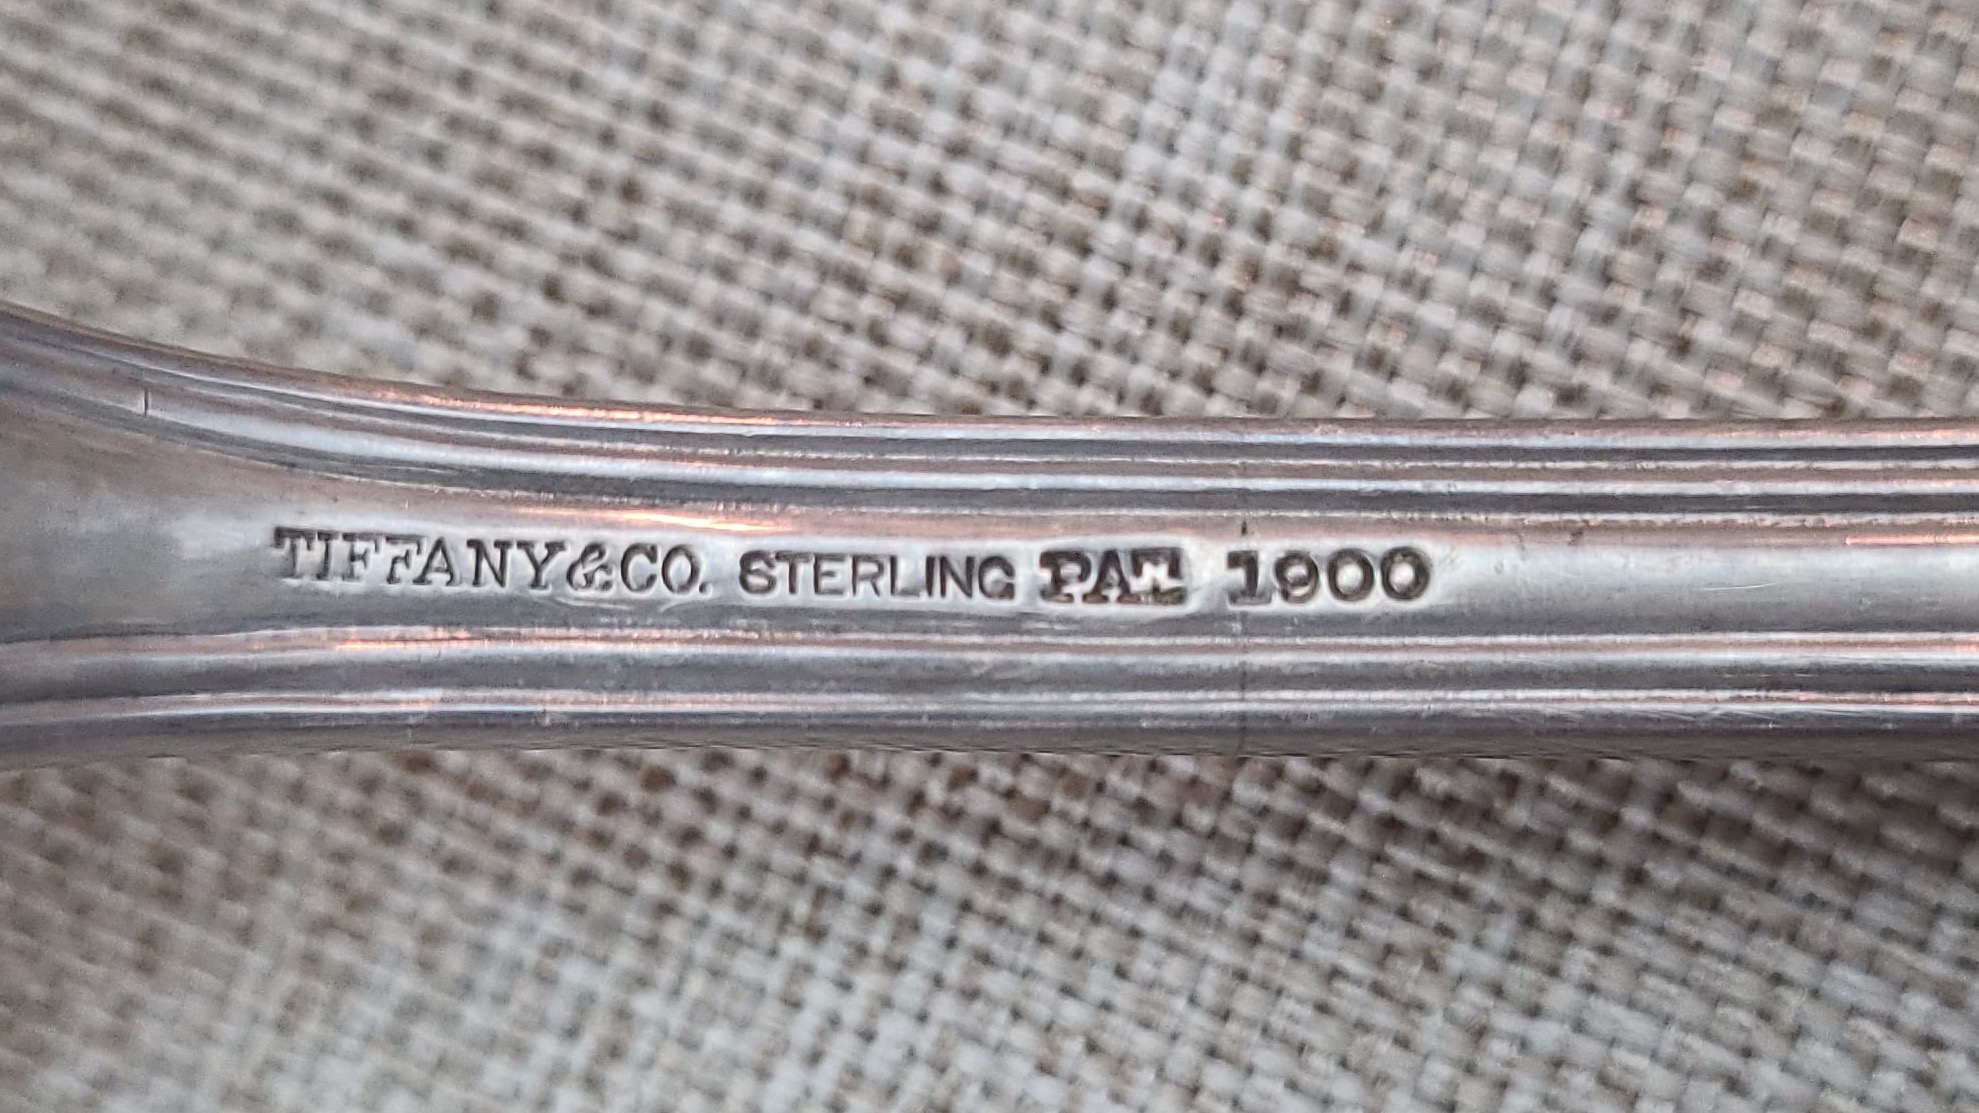 TIFFANY&CO. STERLING PAT. 1900